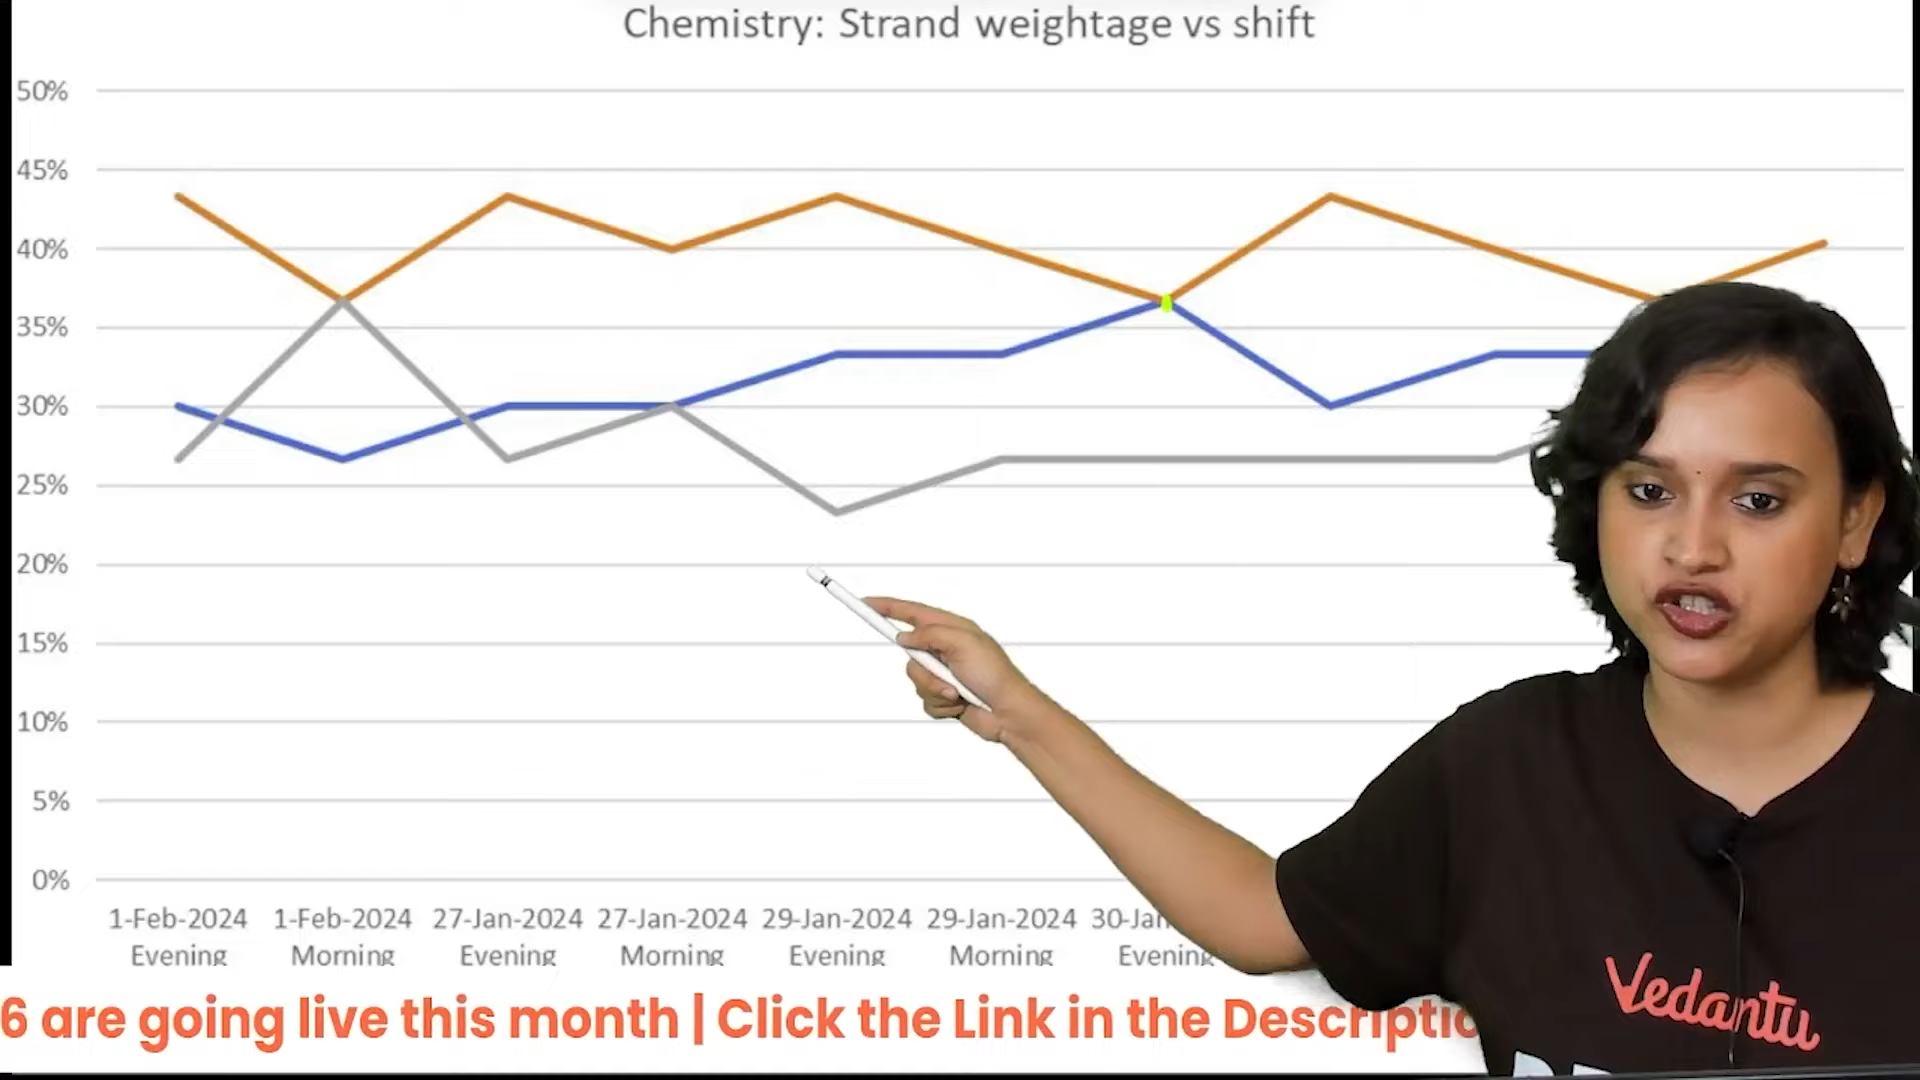 Chemistry: Strand weightage vs shift
50%
45%
40%
35%
30%
25%
20%
15%
10%
5%
0%
1-Feb-2024 1-Feb-2024 27-Jan-2024 27-Jan-2024 29-Jan-2024 29-Jan-2024 30-Jan
Evening Morning Evening Morning Evening Morning Evening
6 are going live this month | Click the Link in the Descriptio
Vedantu